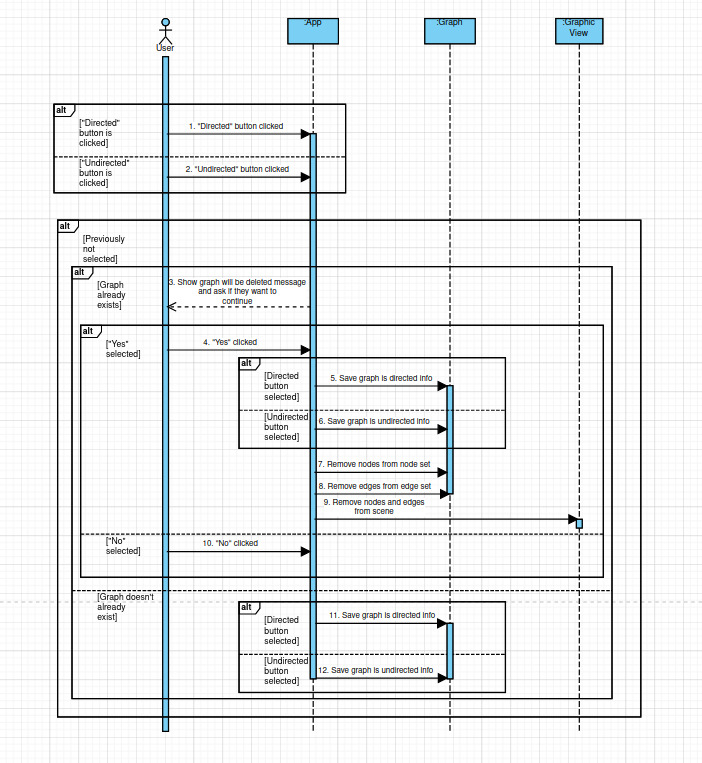 :App
:Graph
:Graphic
View
User
alt
["Directed"
button is
clicked]
1. "Directed" button clicked
["Undirected"
button is
clicked]
2. "Undirected" button clicked
alt
[Previously
not
selected]
alt
[Graph
already
exists]
3. Show graph will be deleted message
and ask if they want to
continue
alt
["Yes"
selected]
4. "Yes" clicked
alt
[Directed
button
selected]
5. Save graph is directed info
[Undirected
button
selected]
6. Save graph is undirected info
7. Remove nodes from node set
8. Remove edges from edge set
9. Remove nodes and edges
from scene
["No"
selected]
10. "No" clicked
[Graph doesn't
already
exist]
alt
[Directed
button
selected]
11. Save graph is directed info
[Undirected
button
selected]
12. Save graph is undirected info